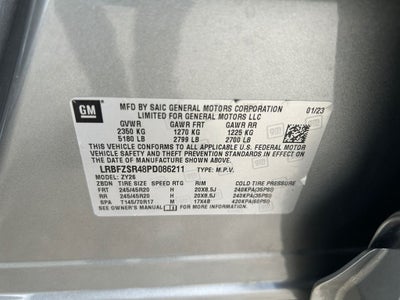 GM
MFD BY SAIC GENERAL MOTORS CORPORATION
LIMITED FOR GENERAL MOTORS LLC
01/23
GVWR GAWR FRT GAWR RR
2350 KG 1270 KG 1225 KG
5180 LB 2799 LB 2700 LB
THIS VEHICLE CONFORMS TO ALL APPLICABLE U.S. FEDERAL MOTOR
VEHICLE SAFETY, BUMPER, AND THEFT PREVENTION STANDARDS IN
EFFECT ON THE DATE OF MANUFACTURE SHOWN ABOVE.
LRBFZSR48PD086211 TYPE: M.P.V.
MODEL: ZY26
ZBDN TIRE SIZE SPEED RTG RIM COLD TIRE PRESSURE
FRT 245/45R20 H 20X8.5J 240KPA(35PSI)
RR 245/45R20 H 20X8.5J 240KPA(35PSI)
SPA T145/70R17 M 17X4B 420KPA(60PSI)
SEE OWNER'S MANUAL FOR MORE INFORMATION.